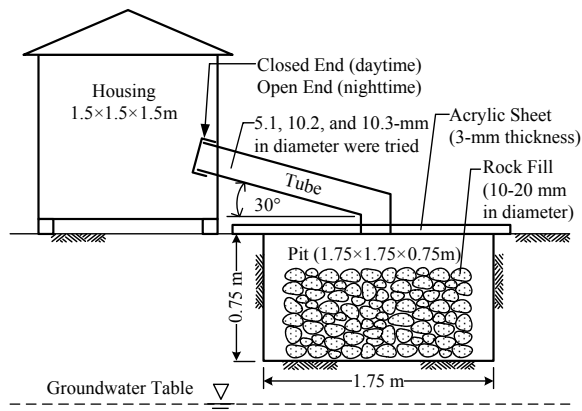 Housing
1.5×1.5×1.5m
Closed End (daytime)
Open End (nighttime)
5.1, 10.2, and 10.3-mm
in diameter were tried
Tube
30°
Acrylic Sheet
(3-mm thickness)
Rock Fill
(10-20 mm
in diameter)
Pit (1.75×1.75×0.75m)
0.75 m
1.75 m
Groundwater Table